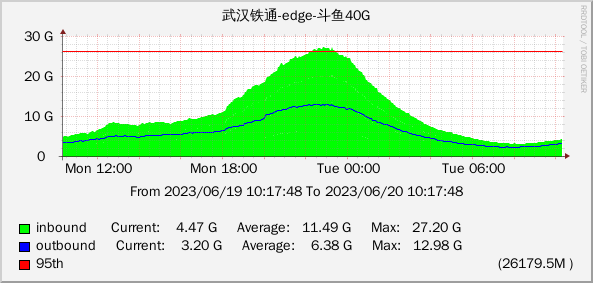 武汉铁通-edge-斗鱼40G
RRDTOOL / TOBI OETIKER
30 G
20 G
10 G
0
Mon 12:00 Mon 18:00 Tue 00:00 Tue 06:00
From 2023/06/19 10:17:48 To 2023/06/20 10:17:48
inbound Current: 4.47 G Average: 11.49 G Max: 27.20 G
outbound Current: 3.20 G Average: 6.38 G Max: 12.98 G
95th (26179.5M )